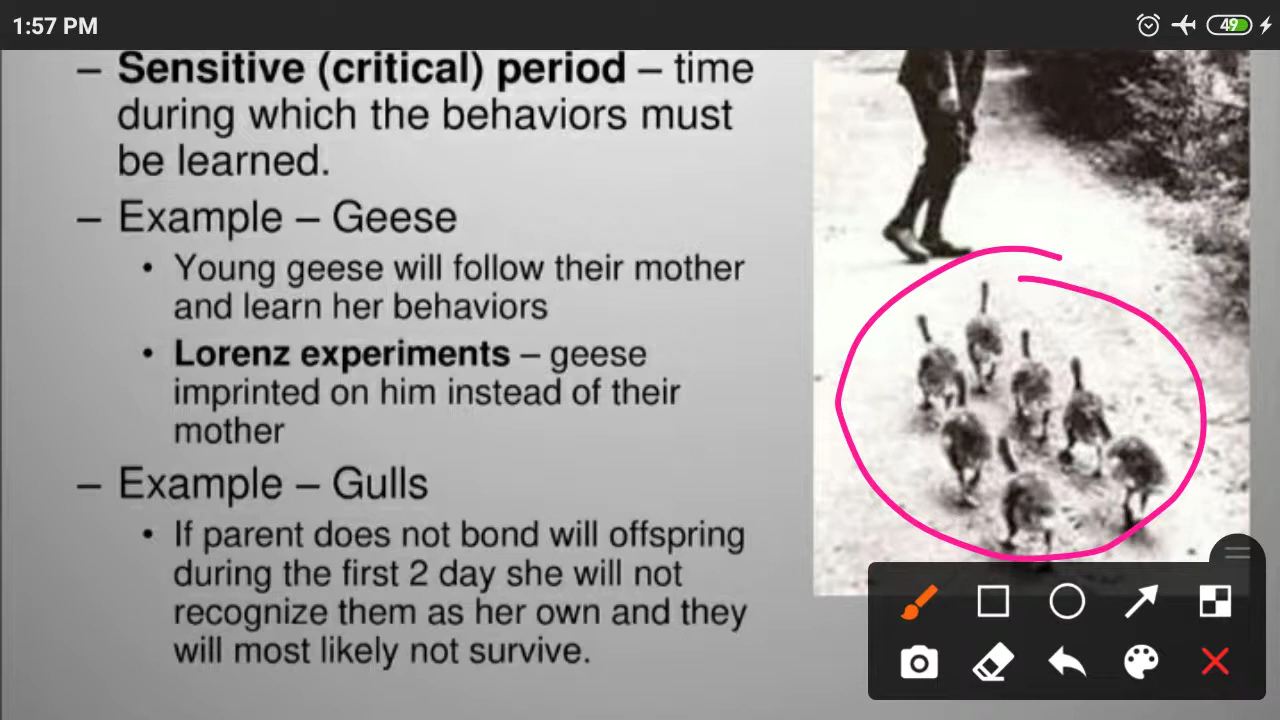 1:57 PM
49
– Sensitive (critical) period – time
during which the behaviors must
be learned.
– Example – Geese
• Young geese will follow their mother
and learn her behaviors
• Lorenz experiments – geese
imprinted on him instead of their
mother
– Example – Gulls
• If parent does not bond will offspring
during the first 2 day she will not
recognize them as her own and they
will most likely not survive.